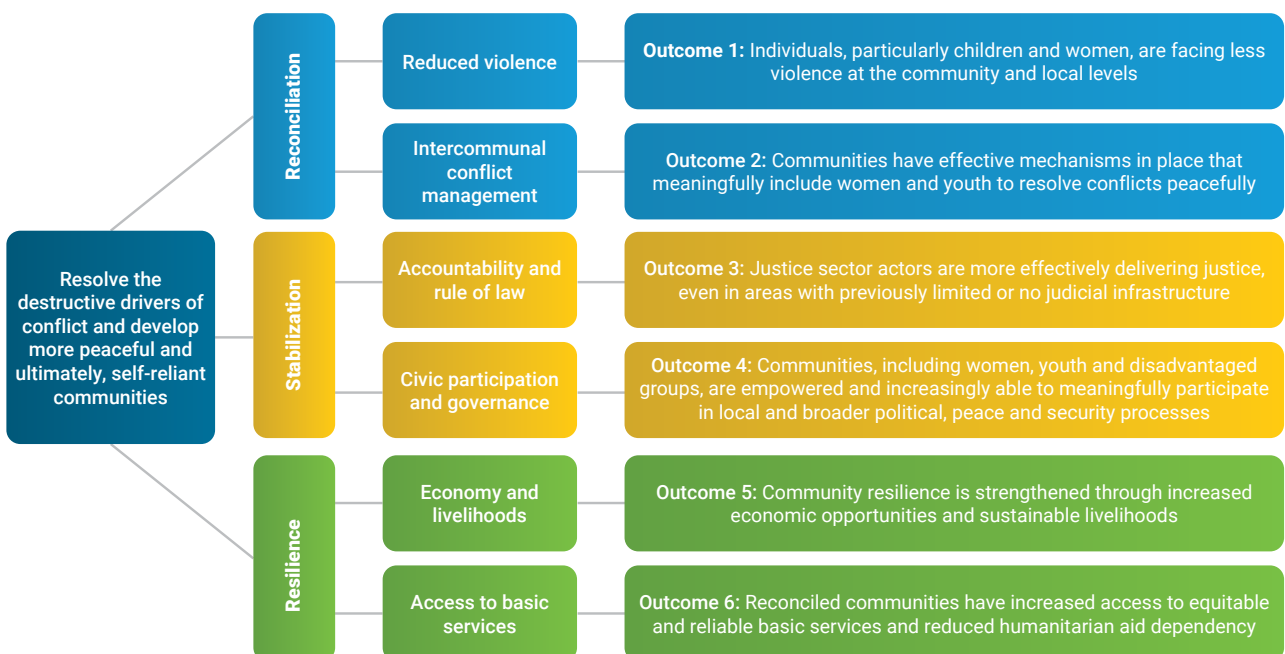 Resolve the
destructive drivers of
conflict and develop
more peaceful and
ultimately, self-reliant
communities
Reconciliation
Reduced violence
Outcome 1: Individuals, particularly children and women, are facing less
violence at the community and local levels
Intercommunal
conflict
management
Outcome 2: Communities have effective mechanisms in place that
meaningfully include women and youth to resolve conflicts peacefully
Stabilization
Accountability and
rule of law
Outcome 3: Justice sector actors are more effectively delivering justice,
even in areas with previously limited or no judicial infrastructure
Civic participation
and governance
Outcome 4: Communities, including women, youth and disadvantaged
groups, are empowered and increasingly able to meaningfully participate
in local and broader political, peace and security processes
Resilience
Economy and
livelihoods
Outcome 5: Community resilience is strengthened through increased
economic opportunities and sustainable livelihoods
Access to basic
services
Outcome 6: Reconciled communities have increased access to equitable
and reliable basic services and reduced humanitarian aid dependency